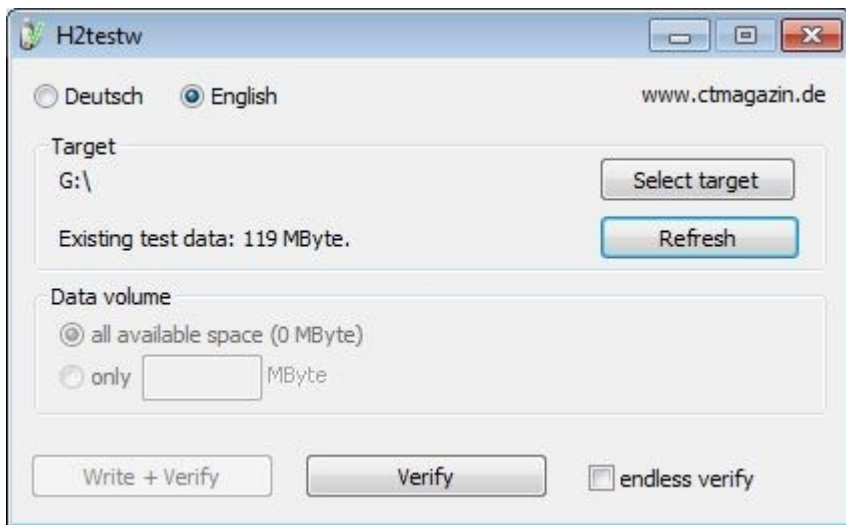 H2testw
Deutsch English www.ctmagazin.de
Target
G:\ Select target
Existing test data: 119 MByte. Refresh
Data volume
all available space (0 MByte)
only MByte
Write + Verify Verify endless verify